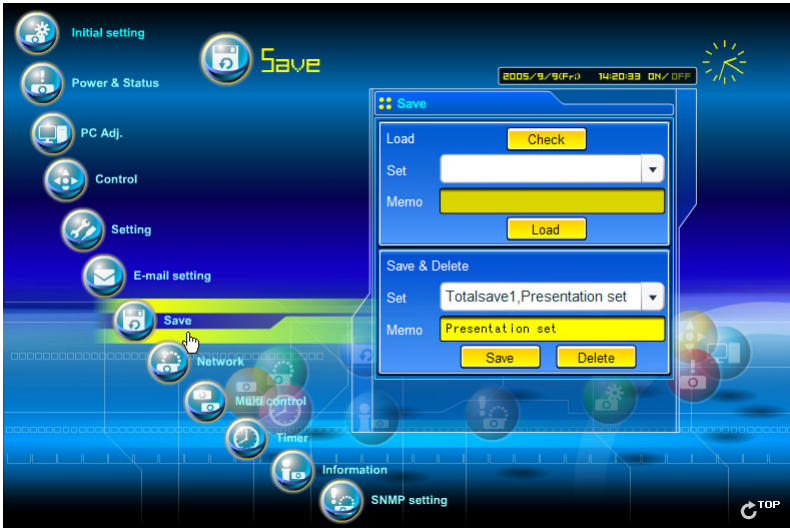 Initial setting
Power & Status
PC Adj.
Control
Setting
E-mail setting
Save
Network
Multi control
Timer
Information
SNMP setting
Save
2005/9/9(Fri) 14:20:33 ON/OFF
Save
Load
Check
Set
Memo
Load
Save & Delete
Set
Totalsave1,Presentation set
Memo
Presentation set
Save
Delete
TOP